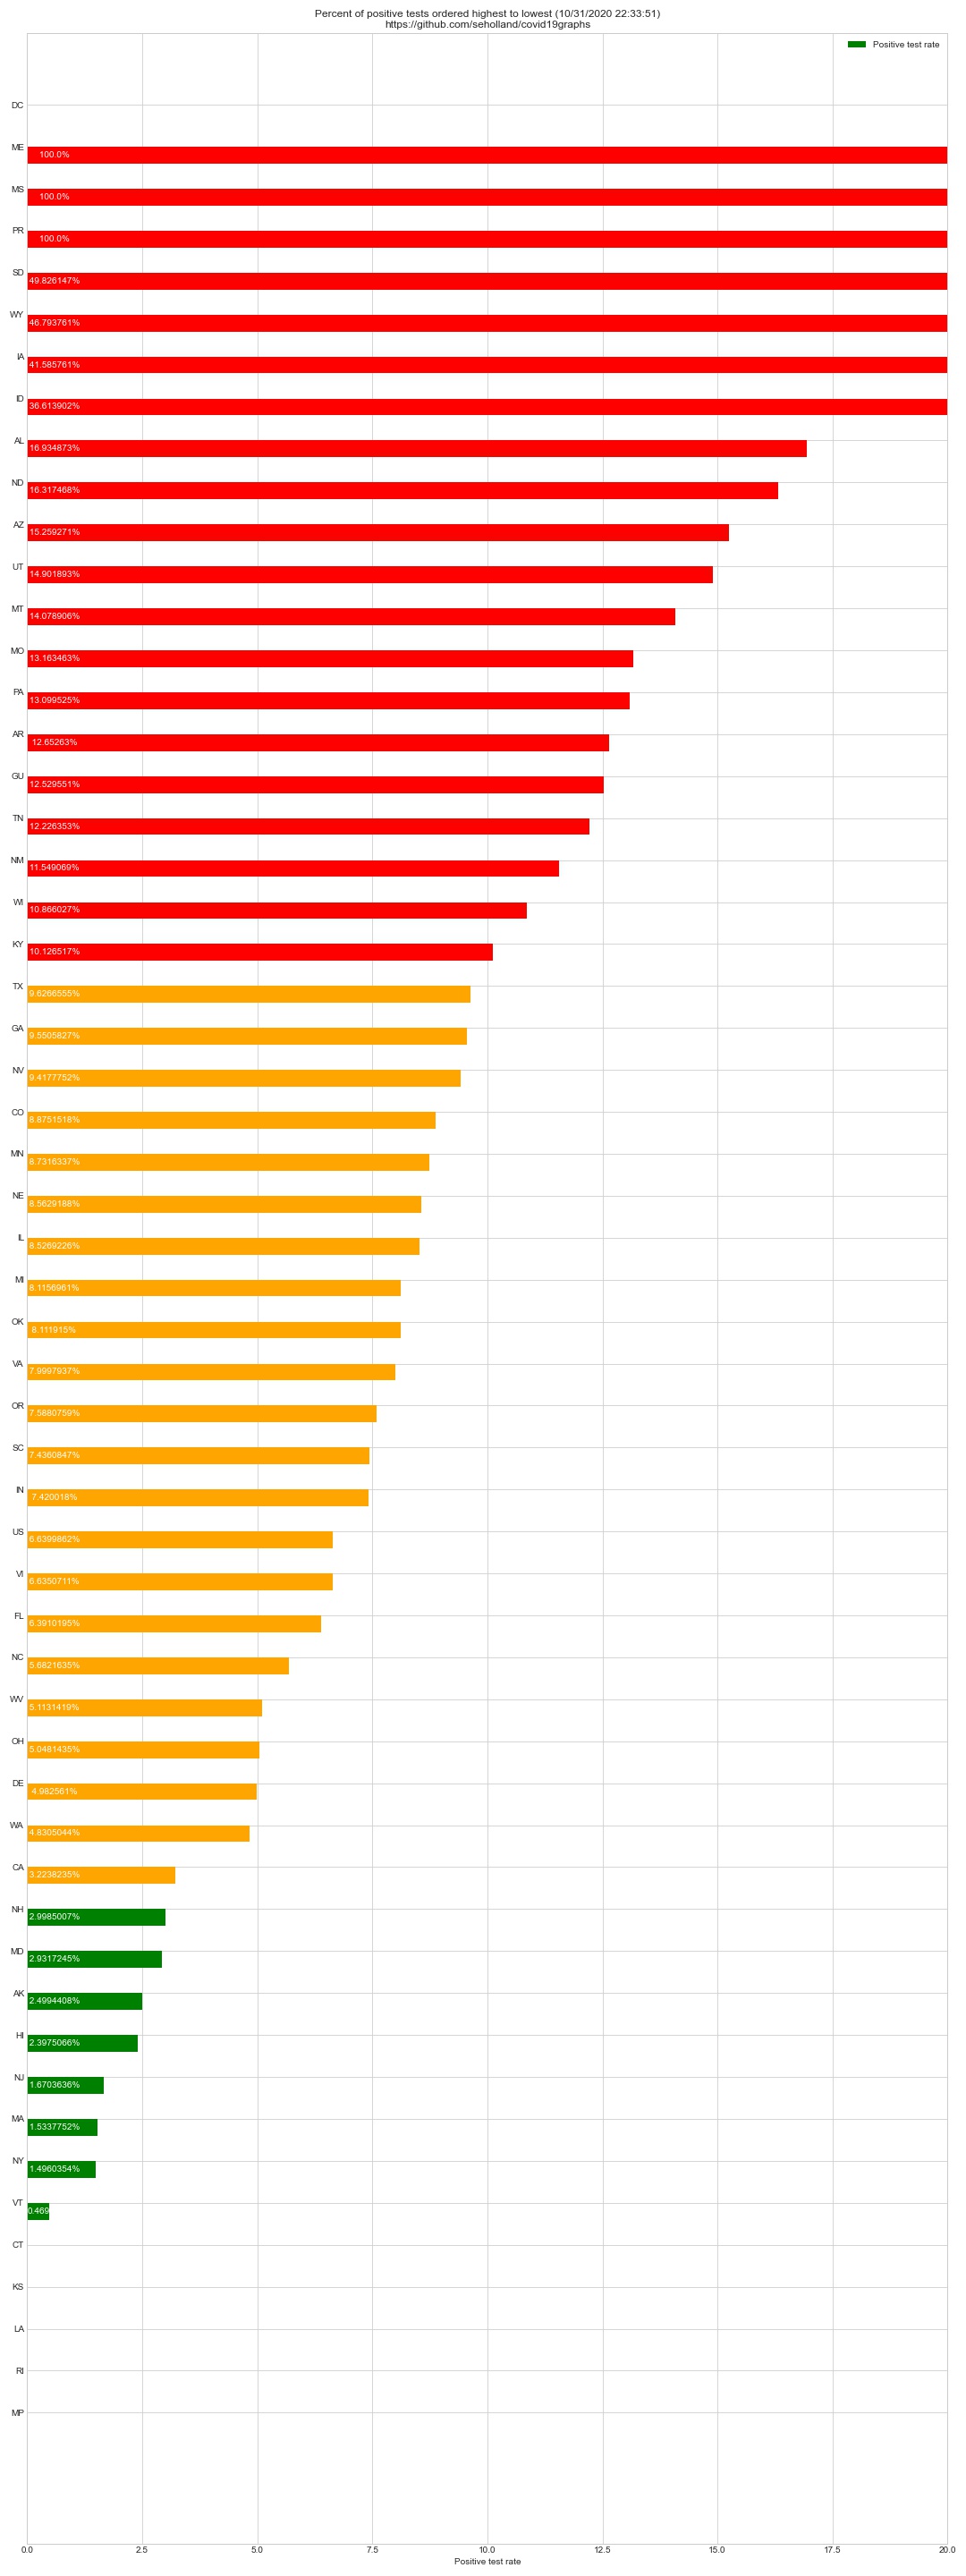 Percent of positive tests ordered highest to lowest (10/31/2020 22:33:51)
https://github.com/seholland/covid19graphs
Positive test rate
DC
ME 100.0%
MS 100.0%
PR 100.0%
SD 49.826147%
WY 46.793761%
IA 41.585761%
ID 36.613902%
AL 16.934873%
ND 16.317468%
AZ 15.259271%
UT 14.901893%
MT 14.078906%
MO 13.163463%
PA 13.099525%
AR 12.65263%
GU 12.529551%
TN 12.226353%
NM 11.549069%
WI 10.866027%
KY 10.126517%
TX 9.6266555%
GA 9.5505827%
NV 9.4177752%
CO 8.8751518%
MN 8.7316337%
NE 8.5629188%
IL 8.5269226%
MI 8.1156961%
OK 8.111915%
VA 7.9997937%
OR 7.5880759%
SC 7.4360847%
IN 7.420018%
US 6.6399862%
VI 6.6350711%
FL 6.3910195%
NC 5.6821635%
WV 5.1131419%
OH 5.0481435%
DE 4.982561%
WA 4.8305044%
CA 3.2238235%
NH 2.9985007%
MD 2.9317245%
AK 2.4994408%
HI 2.3975066%
NJ 1.6703636%
MA 1.5337752%
NY 1.4960354%
VT 0.469
CT
KS
LA
RI
MP
0.0 2.5 5.0 7.5 10.0 12.5 15.0 17.5 20.0
Positive test rate